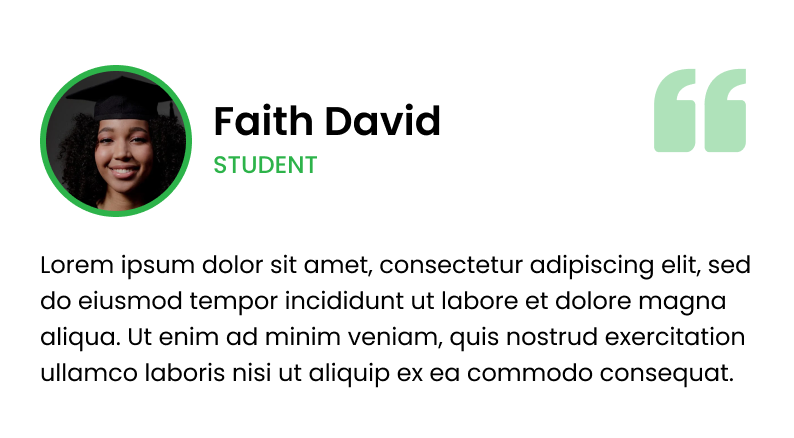 Faith David
STUDENT
Lorem ipsum dolor sit amet, consectetur adipiscing elit, sed
do eiusmod tempor incididunt ut labore et dolore magna
aliqua. Ut enim ad minim veniam, quis nostrud exercitation
ullamco laboris nisi ut aliquip ex ea commodo consequat.